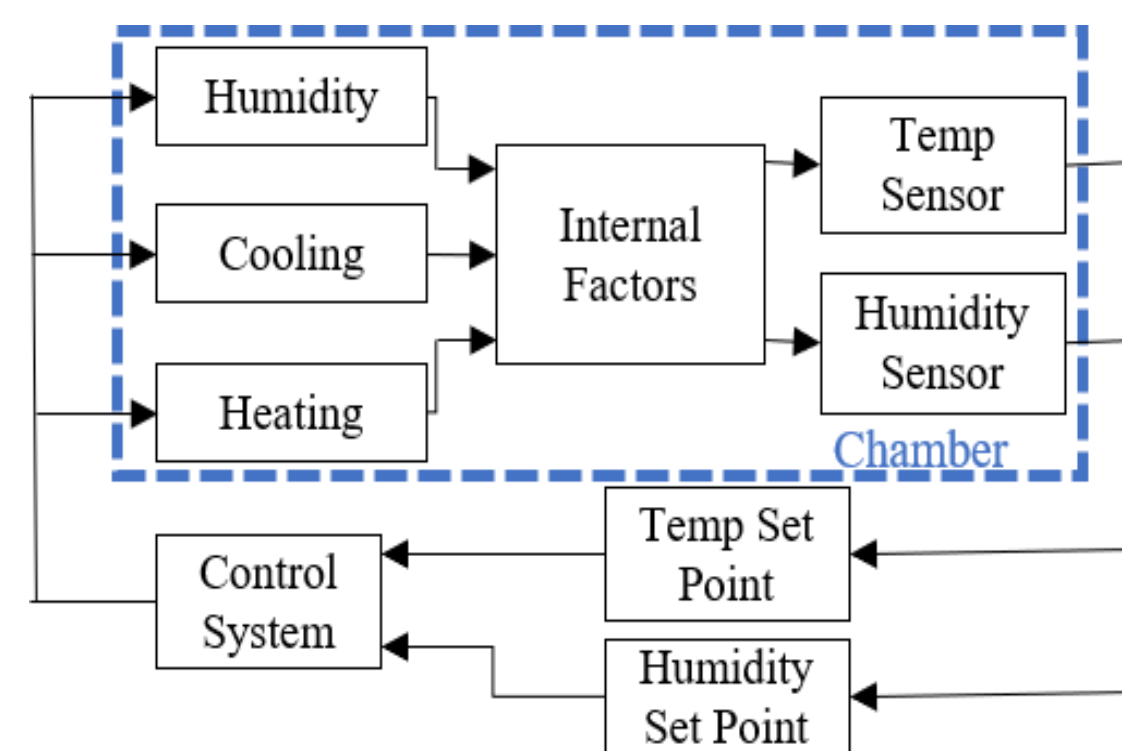 Humidity
Cooling
Heating
Internal
Factors
Temp
Sensor
Humidity
Sensor
Chamber
Control
System
Temp Set
Point
Humidity
Set Point